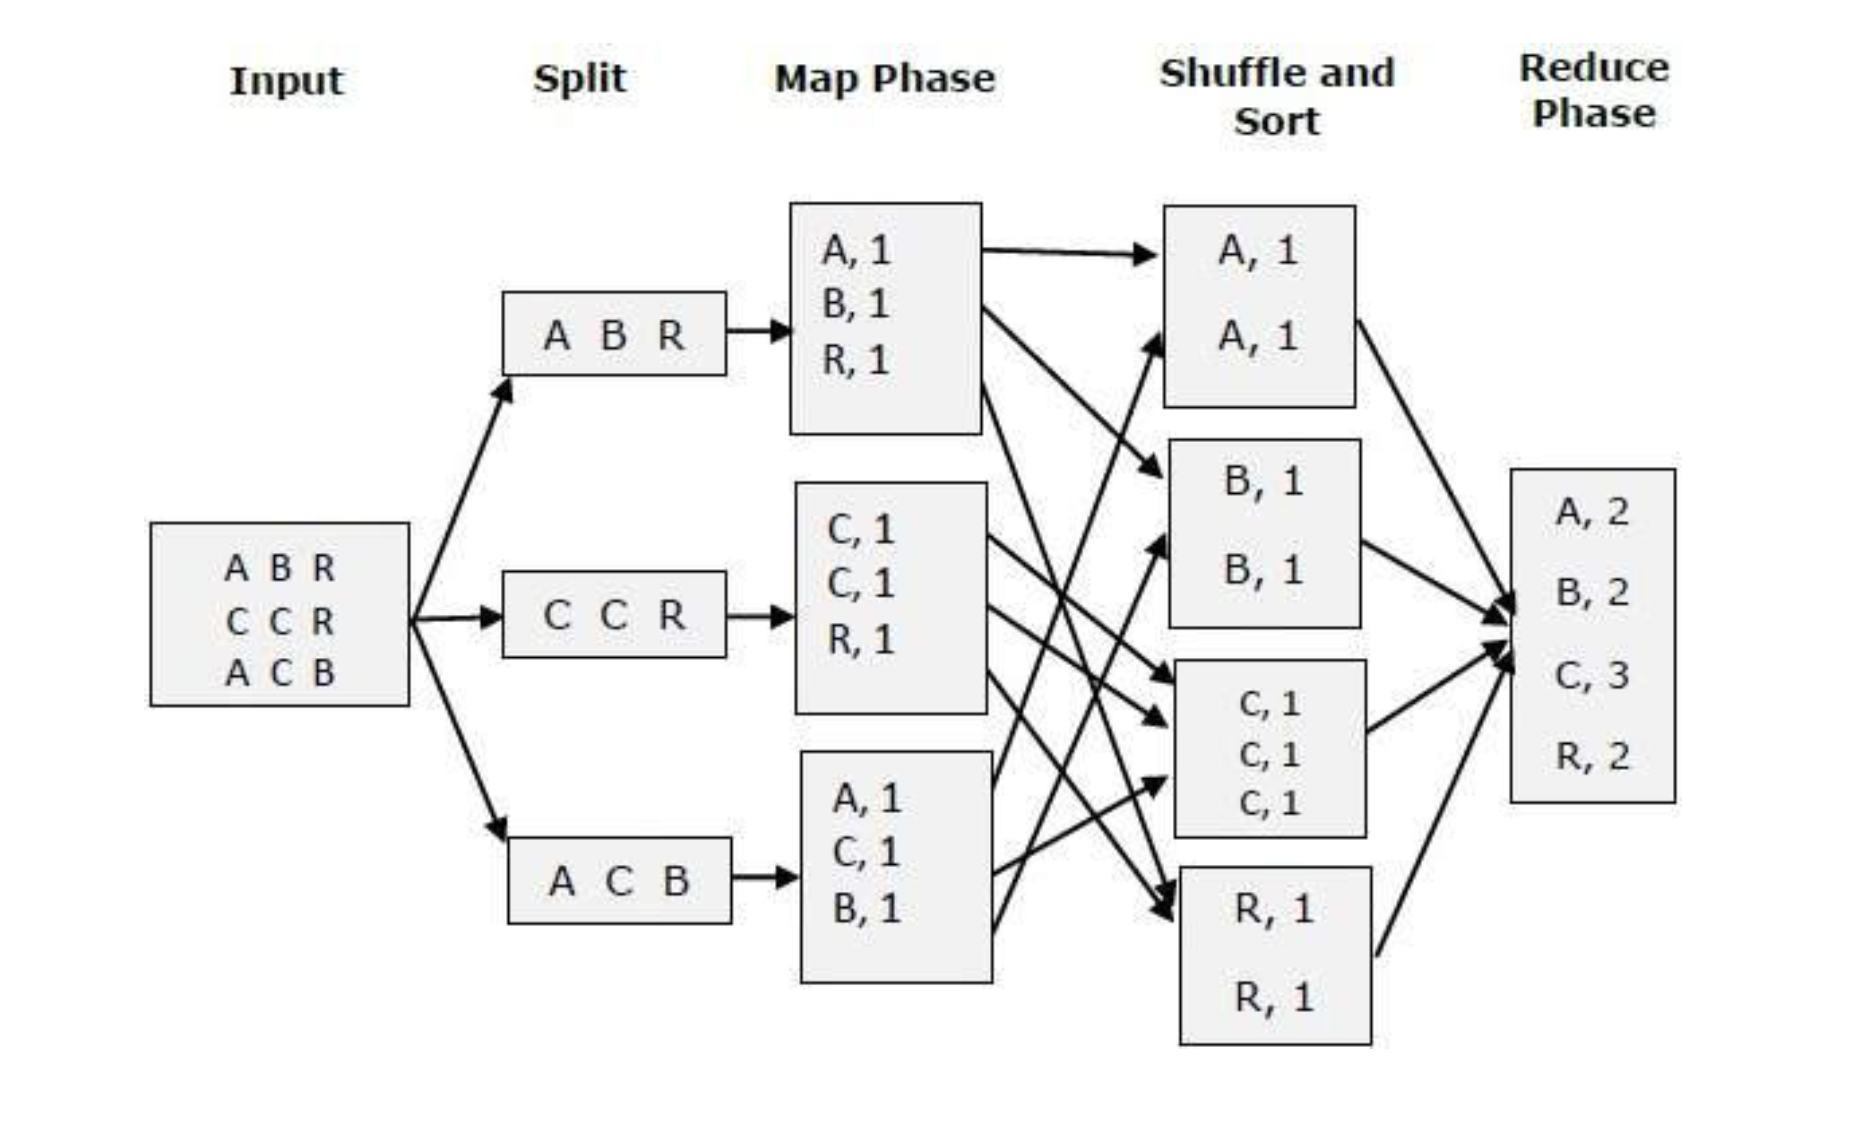 Input
Split
Map Phase
Shuffle and
Sort
Reduce
Phase
A B R
C C R
A C B
A B R
C C R
A C B
A, 1
B, 1
R, 1
C, 1
C, 1
R, 1
A, 1
C, 1
B, 1
A, 1
A, 1
B, 1
B, 1
C, 1
C, 1
C, 1
R, 1
R, 1
A, 2
B, 2
C, 3
R, 2